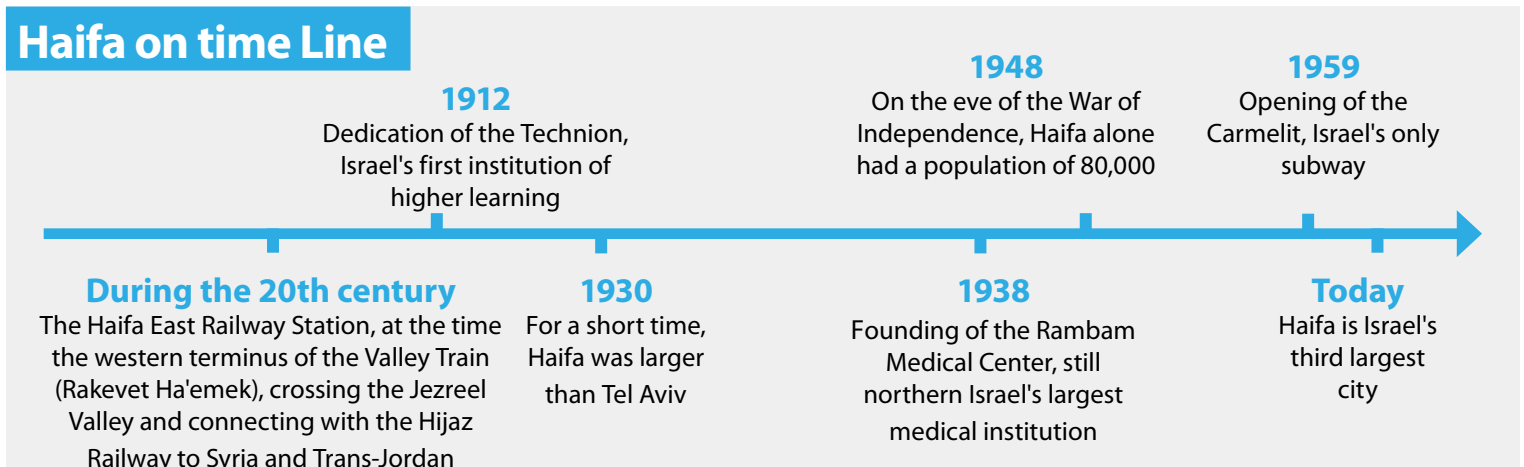 Haifa on time Line
1912
Dedication of the Technion,
Israel's first institution of
higher learning
1948
On the eve of the War of
Independence, Haifa alone
had a population of 80,000
1959
Opening of the
Carmelit, Israel's only
subway
During the 20th century
The Haifa East Railway Station, at the time
the western terminus of the Valley Train
(Rakevet Ha'emek), crossing the Jezreel
Valley and connecting with the Hijaz
Railway to Syria and Trans-Jordan
1930
For a short time,
Haifa was larger
than Tel Aviv
1938
Founding of the Rambam
Medical Center, still
northern Israel's largest
medical institution
Today
Haifa is Israel's
third largest
city